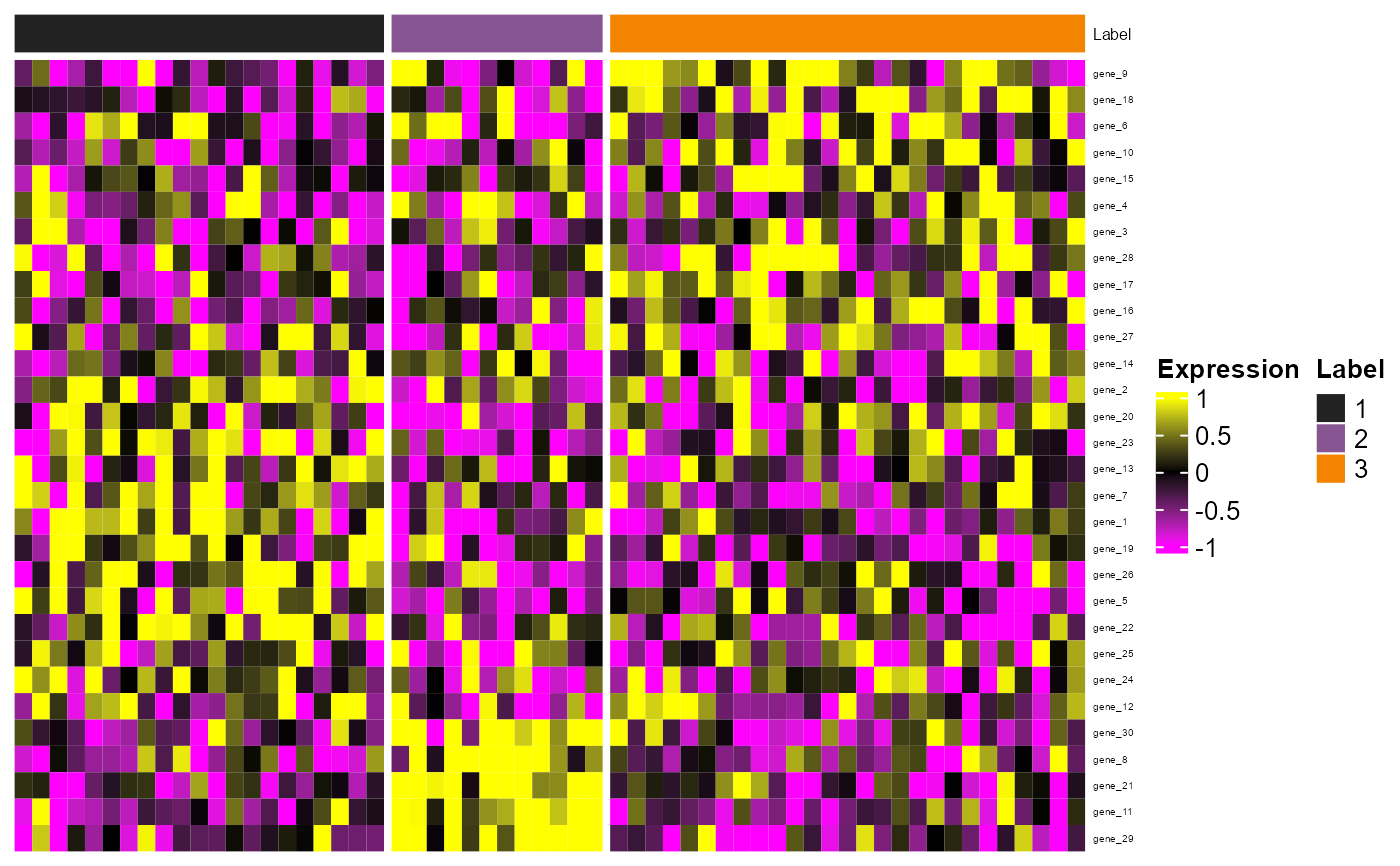 Label
gene_9
gene_18
gene_6
gene_10
gene_15
gene_4
gene_3
gene_28
gene_17
gene_16
gene_27
gene_14
gene_2
gene_20
gene_23
gene_13
gene_7
gene_1
gene_19
gene_26
gene_5
gene_22
gene_25
gene_24
gene_12
gene_30
gene_8
gene_21
gene_11
gene_29
Expression
1
0.5
0
-0.5
-1
Label
1
2
3